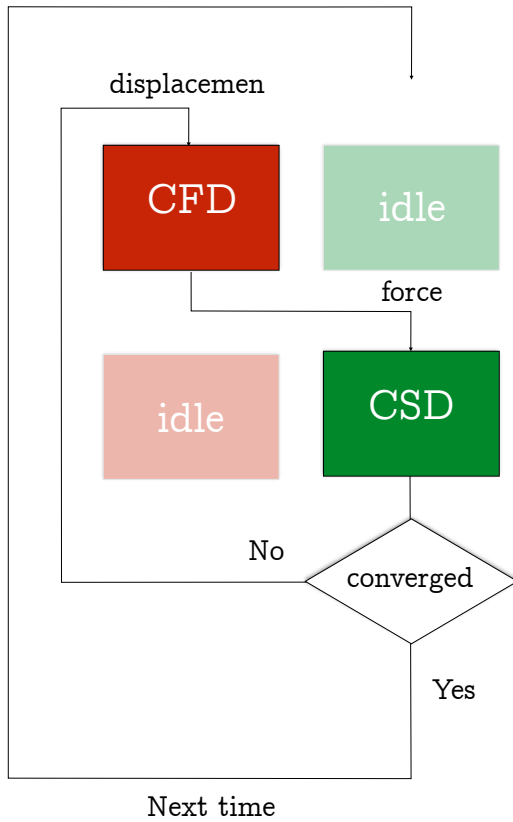 displacemen
CFD
idle
force
idle
CSD
No
converged
Yes
Next time